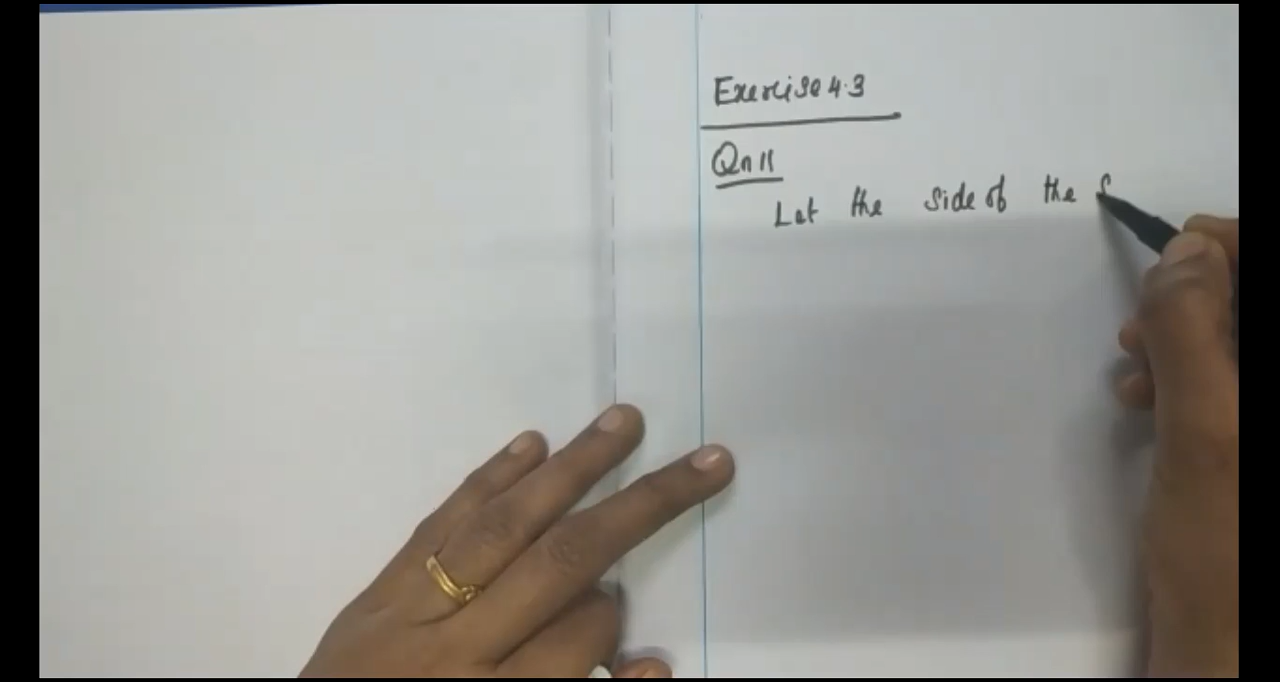 Exercise 4.3
Qn 11
Let the side of the S